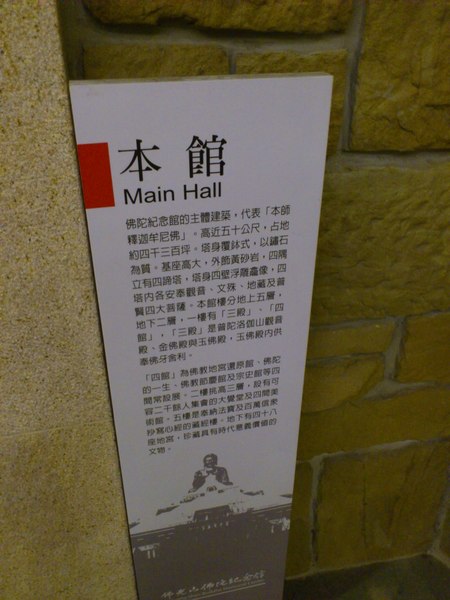 本館
Main Hall
佛陀紀念館的主體建築，代表「本師
釋迦牟尼佛」。高近五十公尺，占地
約四千三百坪。塔身覆缽式，以鏽石
為質。基座高大，外飾黃砂岩，四隅
立有四諦塔，塔身四壁浮雕龕像，四
塔內各安奉觀音、文殊、地藏及普
賢四大菩薩。本館樓分地上五層，
地下二層，一樓有「三殿」、「四
館」，「三殿」是普陀洛伽山觀音
殿、金佛殿與玉佛殿，玉佛殿內供
奉佛牙舍利。
「四館」為佛教地宮還原館、佛陀
的一生、佛教節慶館及宗史館等四
間常設展。二樓挑高三層，設有可
容二千餘人集會的大覺堂及四間美
術館。五樓是奉納法寶及百萬信眾
抄寫心經的藏經樓。地下有四十八
座地宮，珍藏具有時代意義價值的
文物。
佛光山佛陀紀念館